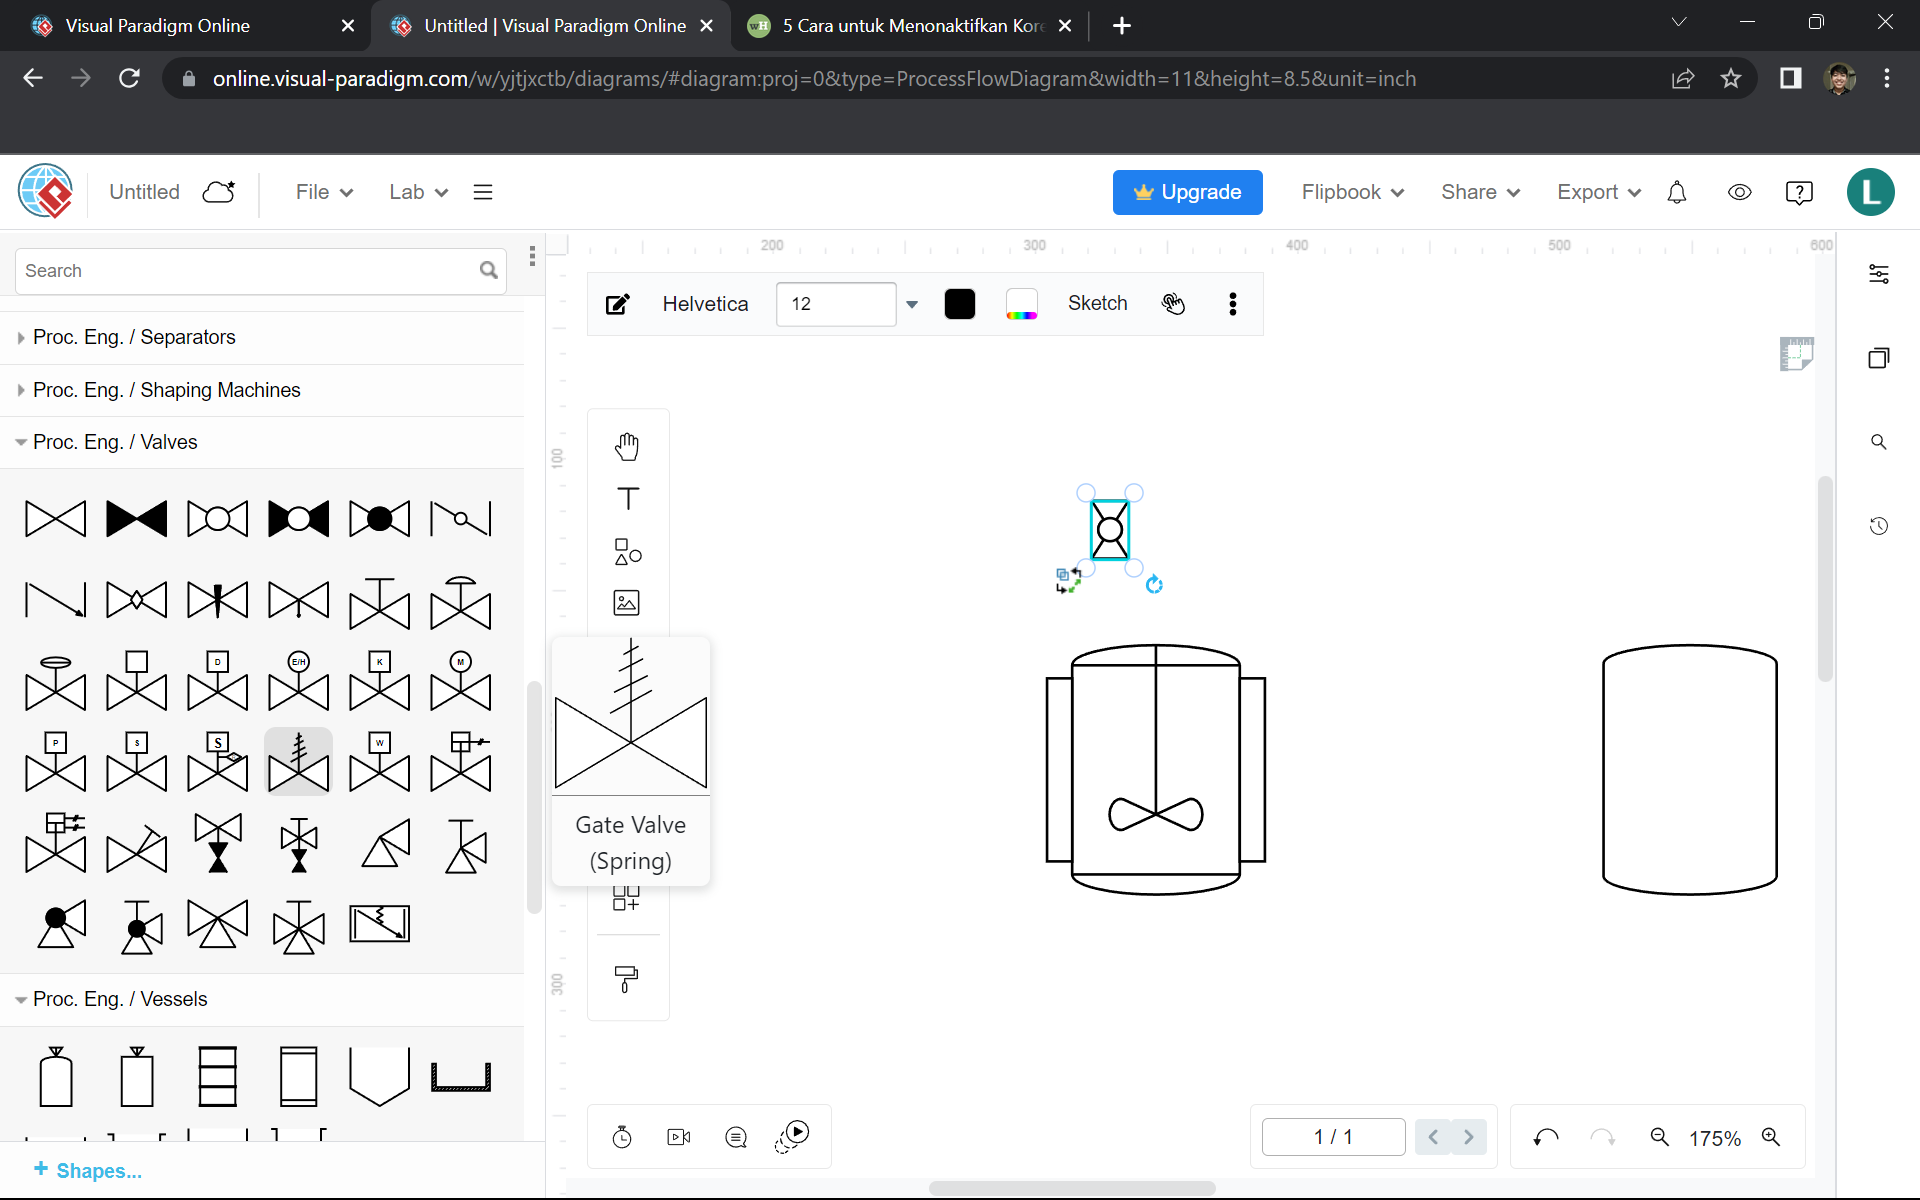 Visual Paradigm Online
Untitled | Visual Paradigm Online
wH 5 Cara untuk Menonaktifkan Kore
online.visual-paradigm.com/w/yjtjxctb/diagrams/#diagram:proj=0&type=ProcessFlowDiagram&width=11&height=8.5&unit=inch
Untitled File Lab Upgrade Flipbook Share Export L
Search
200 300 400 500 600
Helvetica 12 Sketch
Proc. Eng. / Separators
Proc. Eng. / Shaping Machines
Proc. Eng. / Valves
100
D E/H K M
P S S W
Gate Valve
(Spring)
300
Proc. Eng. / Vessels
1 / 1 175%
+ Shapes...